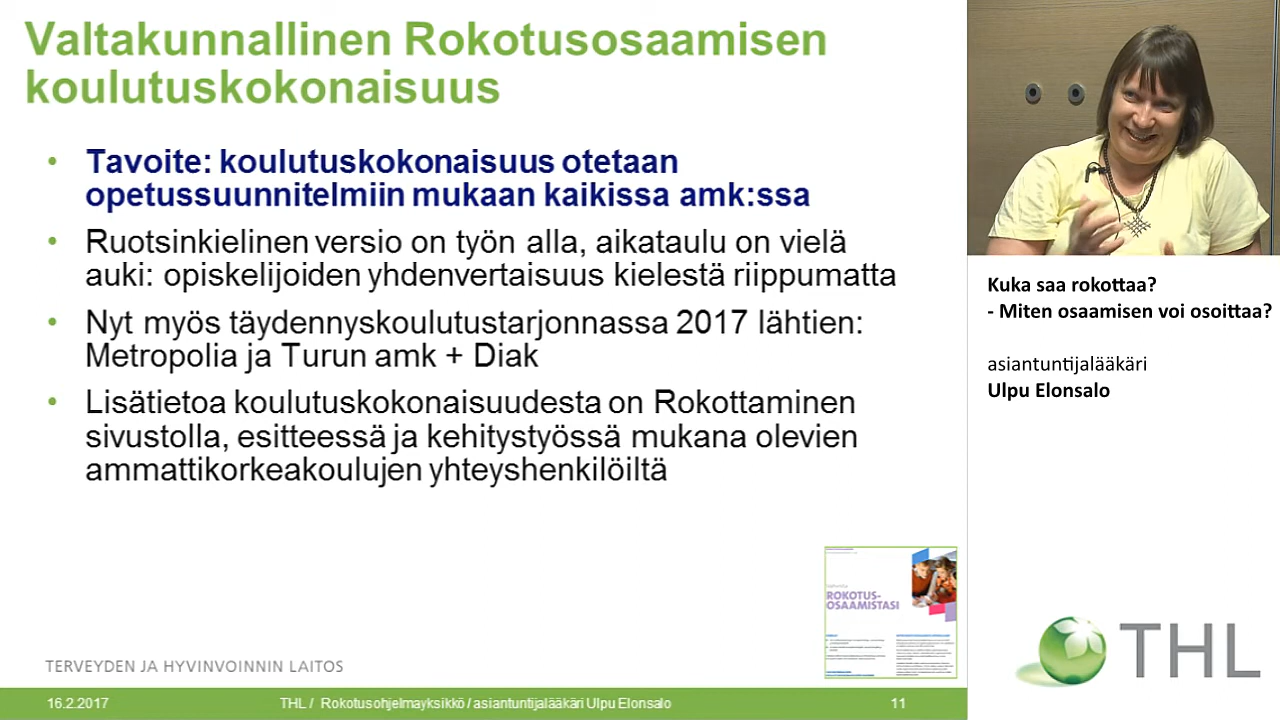 Valtakunnallinen Rokotusosaamisen
koulutuskokonaisuus
• Tavoite: koulutuskokonaisuus otetaan
opetussuunnitelmiin mukaan kaikissa amk:ssa
• Ruotsinkielinen versio on työn alla, aikataulu on vielä
auki: opiskelijoiden yhdenvertaisuus kielestä riippumatta
• Nyt myös täydennyskoulutustarjonnassa 2017 lähtien:
Metropolia ja Turun amk + Diak
• Lisätietoa koulutuskokonaisuudesta on Rokottaminen
sivustolla, esitteessä ja kehitystyössä mukana olevien
ammattikorkeakoulujen yhteyshenkilöiltä
ROKOTUS-
OSAAMISTASI
TERVEYDEN JA HYVINVOINNIN LAITOS
16.2.2017 THL / Rokotusohjelmayksikkö / asiantuntijalääkäri Ulpu Elonsalo 11
Kuka saa rokottaa?
- Miten osaamisen voi osoittaa?
asiantuntijalääkäri
Ulpu Elonsalo
THL